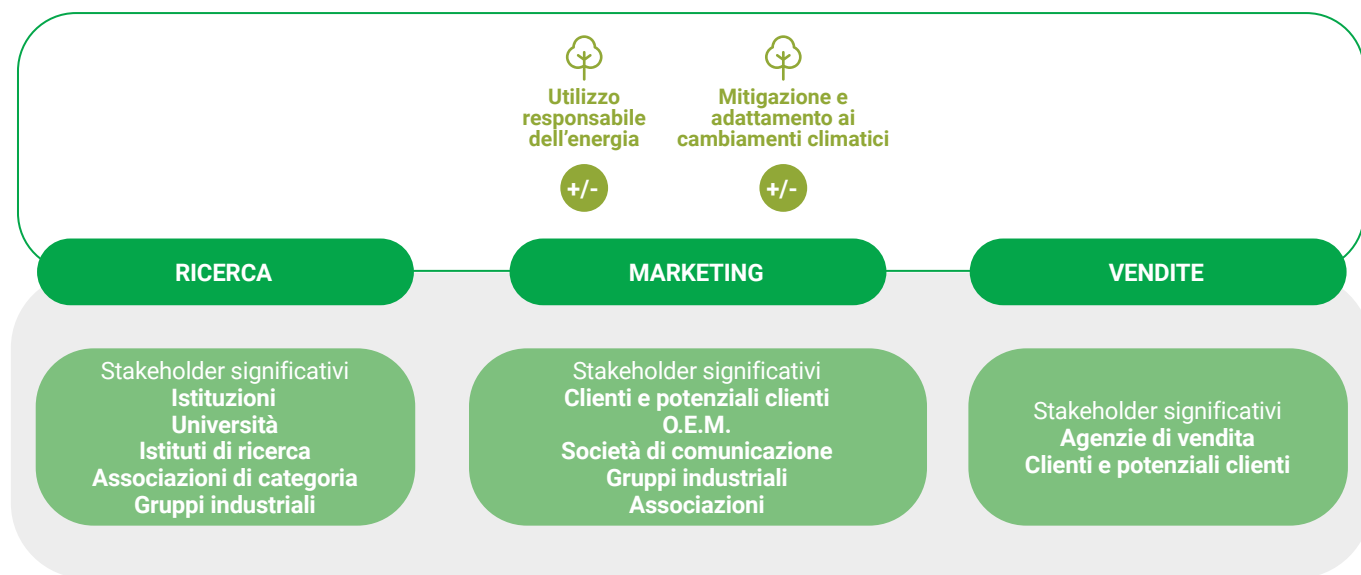 Utilizzo
responsabile
dell’energia
+/-
Mitigazione e
adattamento ai
cambiamenti climatici
+/-
RICERCA
MARKETING
VENDITE
Stakeholder significativi
Istituzioni
Università
Istituti di ricerca
Associazioni di categoria
Gruppi industriali
Stakeholder significativi
Clienti e potenziali clienti
O.E.M.
Società di comunicazione
Gruppi industriali
Associazioni
Stakeholder significativi
Agenzie di vendita
Clienti e potenziali clienti